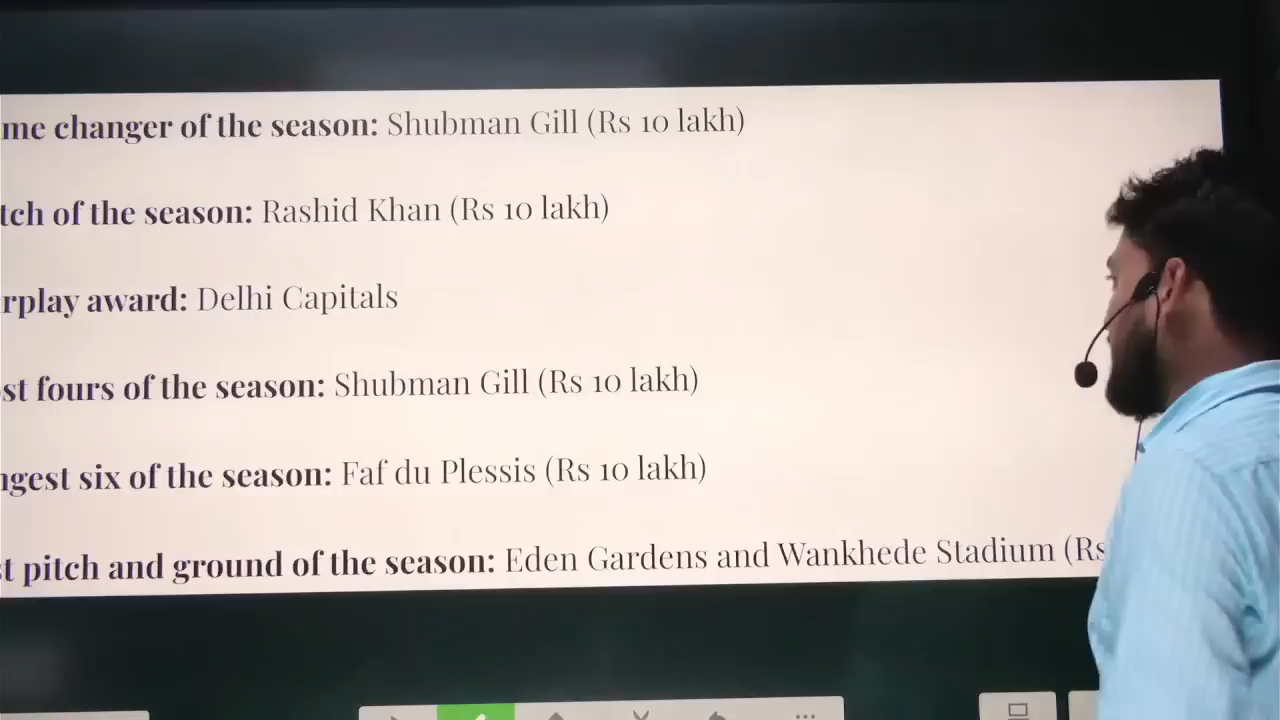 me changer of the season: Shubman Gill (Rs 10 lakh)
tch of the season: Rashid Khan (Rs 10 lakh)
rplay award: Delhi Capitals
st fours of the season: Shubman Gill (Rs 10 lakh)
ngest six of the season: Faf du Plessis (Rs 10 lakh)
t pitch and ground of the season: Eden Gardens and Wankhede Stadium (Rs